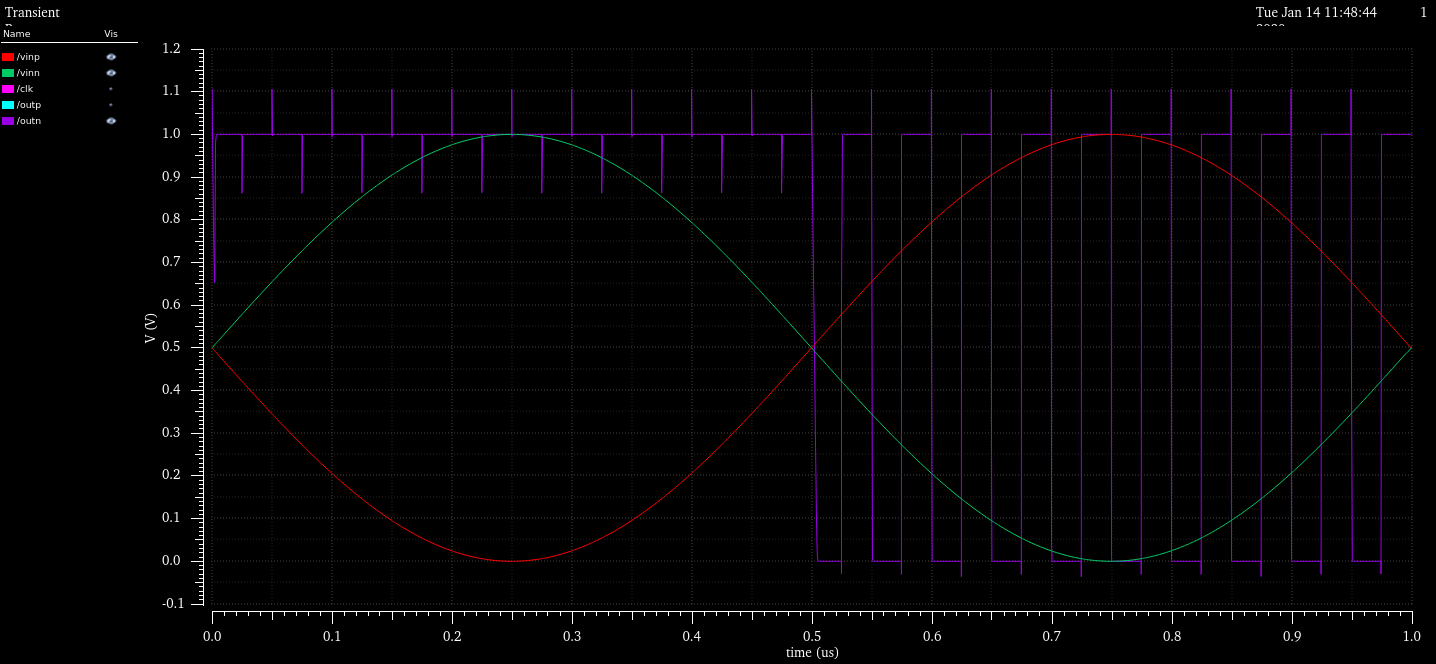 Transient
Tue Jan 14 11:48:44 1
Name Vis
/vinp
/vinn
/clk
/outp
/outn
1.2
1.1
1.0
0.9
0.8
0.7
0.6
0.5
0.4
0.3
0.2
0.1
0.0
-0.1
V (V)
0.0 0.1 0.2 0.3 0.4 0.5 0.6 0.7 0.8 0.9 1.0
time (us)